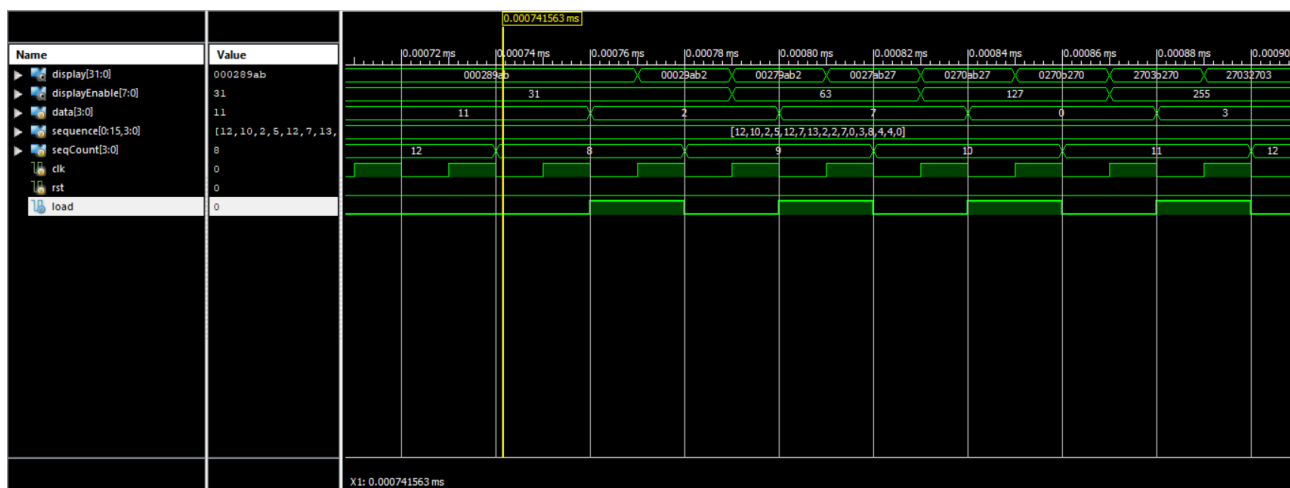 0.000741563 ms
Name Value 0.00072 ms 0.00074 ms 0.00076 ms 0.00078 ms 0.00080 ms 0.00082 ms 0.00084 ms 0.00086 ms 0.00088 ms 0.00090
display[31:0] 000289ab 000289ab 00029ab2 00279ab2 0027ab27 0270ab27 0270b270 2703b270 27032703
displayEnable[7:0] 31 31 63 127 255
data[3:0] 11 11 2 7 0 3
sequence[0:15,3:0] [12,10,2,5,12,7,13, [12,10,2,5,12,7,13,2,2,7,0,3,8,4,4,0]
seqCount[3:0] 8 12 8 9 10 11 12
clk 0
rst 0
load 0
X1: 0.000741563 ms